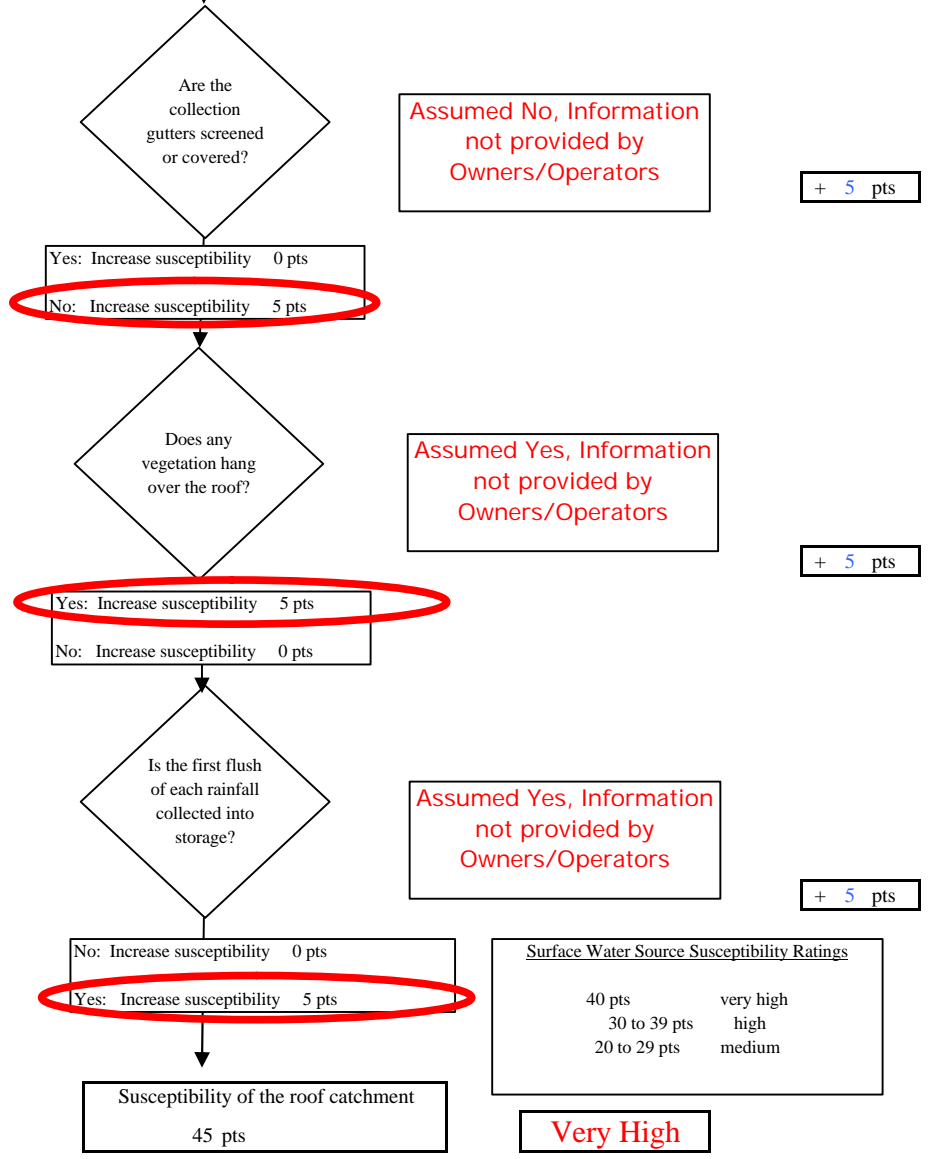 Are the
collection
gutters screened
or covered?
Assumed No, Information
not provided by
Owners/Operators
+ 5 pts
Yes: Increase susceptibility 0 pts
No: Increase susceptibility 5 pts
Does any
vegetation hang
over the roof?
Assumed Yes, Information
not provided by
Owners/Operators
+ 5 pts
Yes: Increase susceptibility 5 pts
No: Increase susceptibility 0 pts
Is the first flush
of each rainfall
collected into
storage?
Assumed Yes, Information
not provided by
Owners/Operators
+ 5 pts
No: Increase susceptibility 0 pts
Yes: Increase susceptibility 5 pts
Surface Water Source Susceptibility Ratings
40 pts very high
30 to 39 pts high
20 to 29 pts medium
Susceptibility of the roof catchment
45 pts
Very High